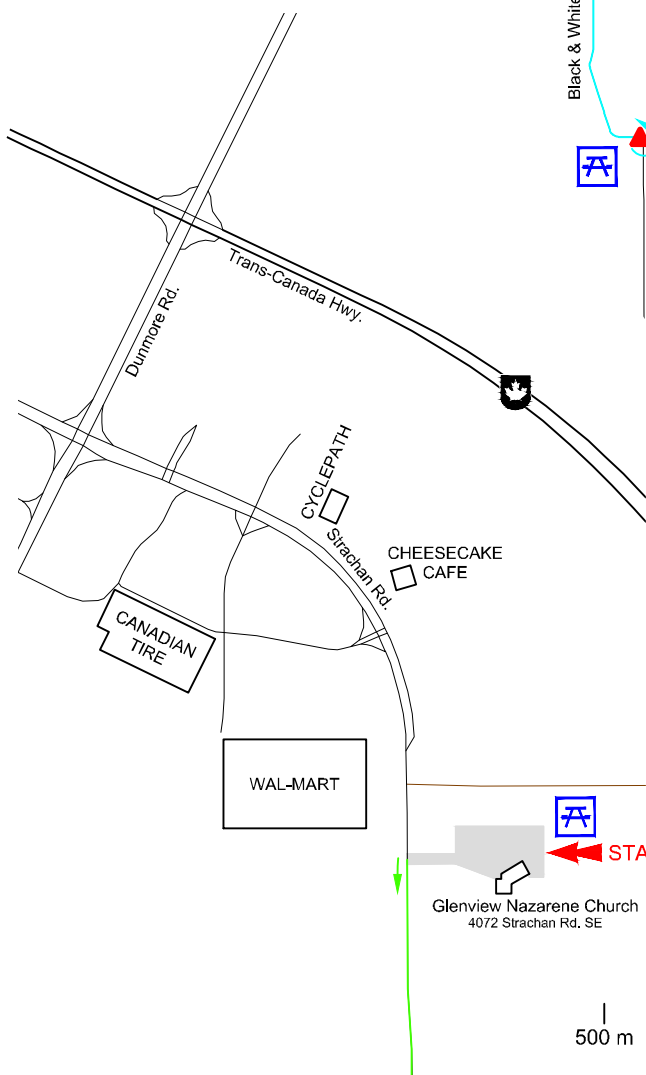 Black & White
Trans-Canada Hwy.
Dunmore Rd.
CYCLEPATH
Strachan Rd.
CHEESECAKE
CAFE
CANADIAN
TIRE
WAL-MART
STA
Glenview Nazarene Church
4072 Strachan Rd. SE
500 m